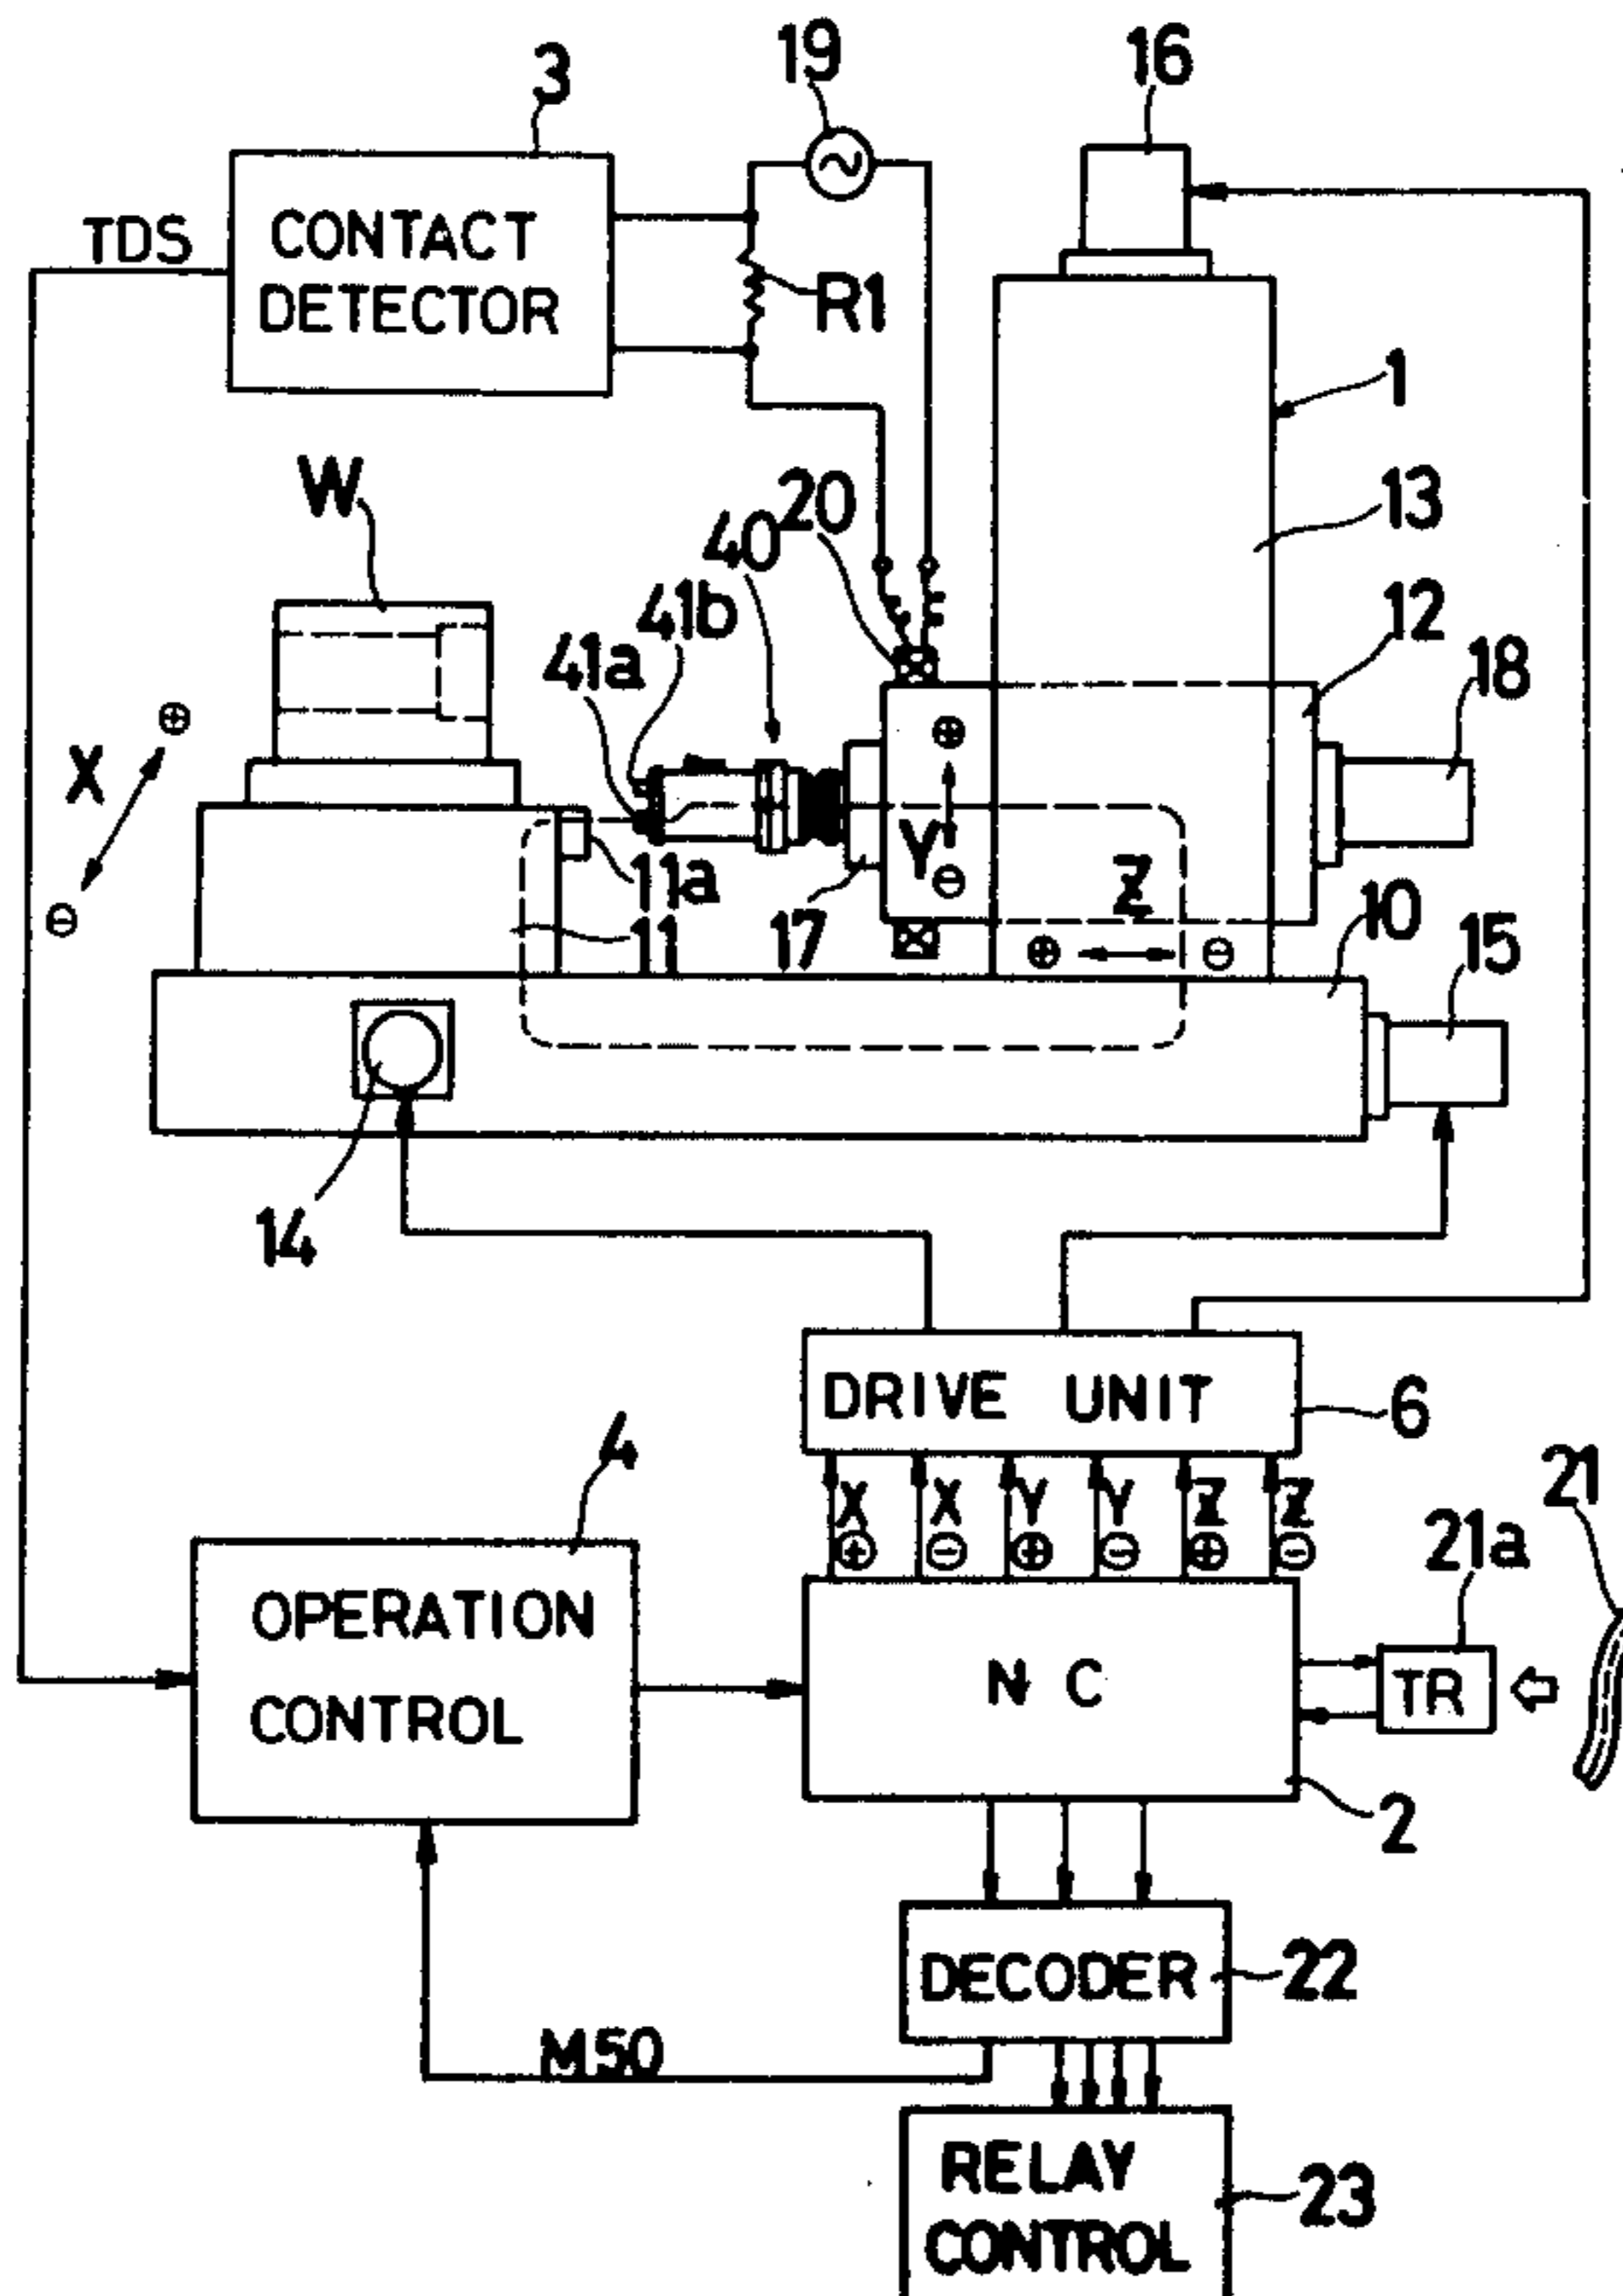 19
16
3
TDS
CONTACT
DETECTOR
R1
1
W
13
20
40
12
41b
41a
18
⊕
X
⊖
⊕
Y
⊖
11a
11
17
Z
⊕ ⊖
10
15
14
DRIVE UNIT
6
4
21
X X Y Y Z Z
⊕ ⊖ ⊕ ⊖ ⊕ ⊖
21a
OPERATION
CONTROL
N C
TR
2
DECODER
22
M50
RELAY
CONTROL
23